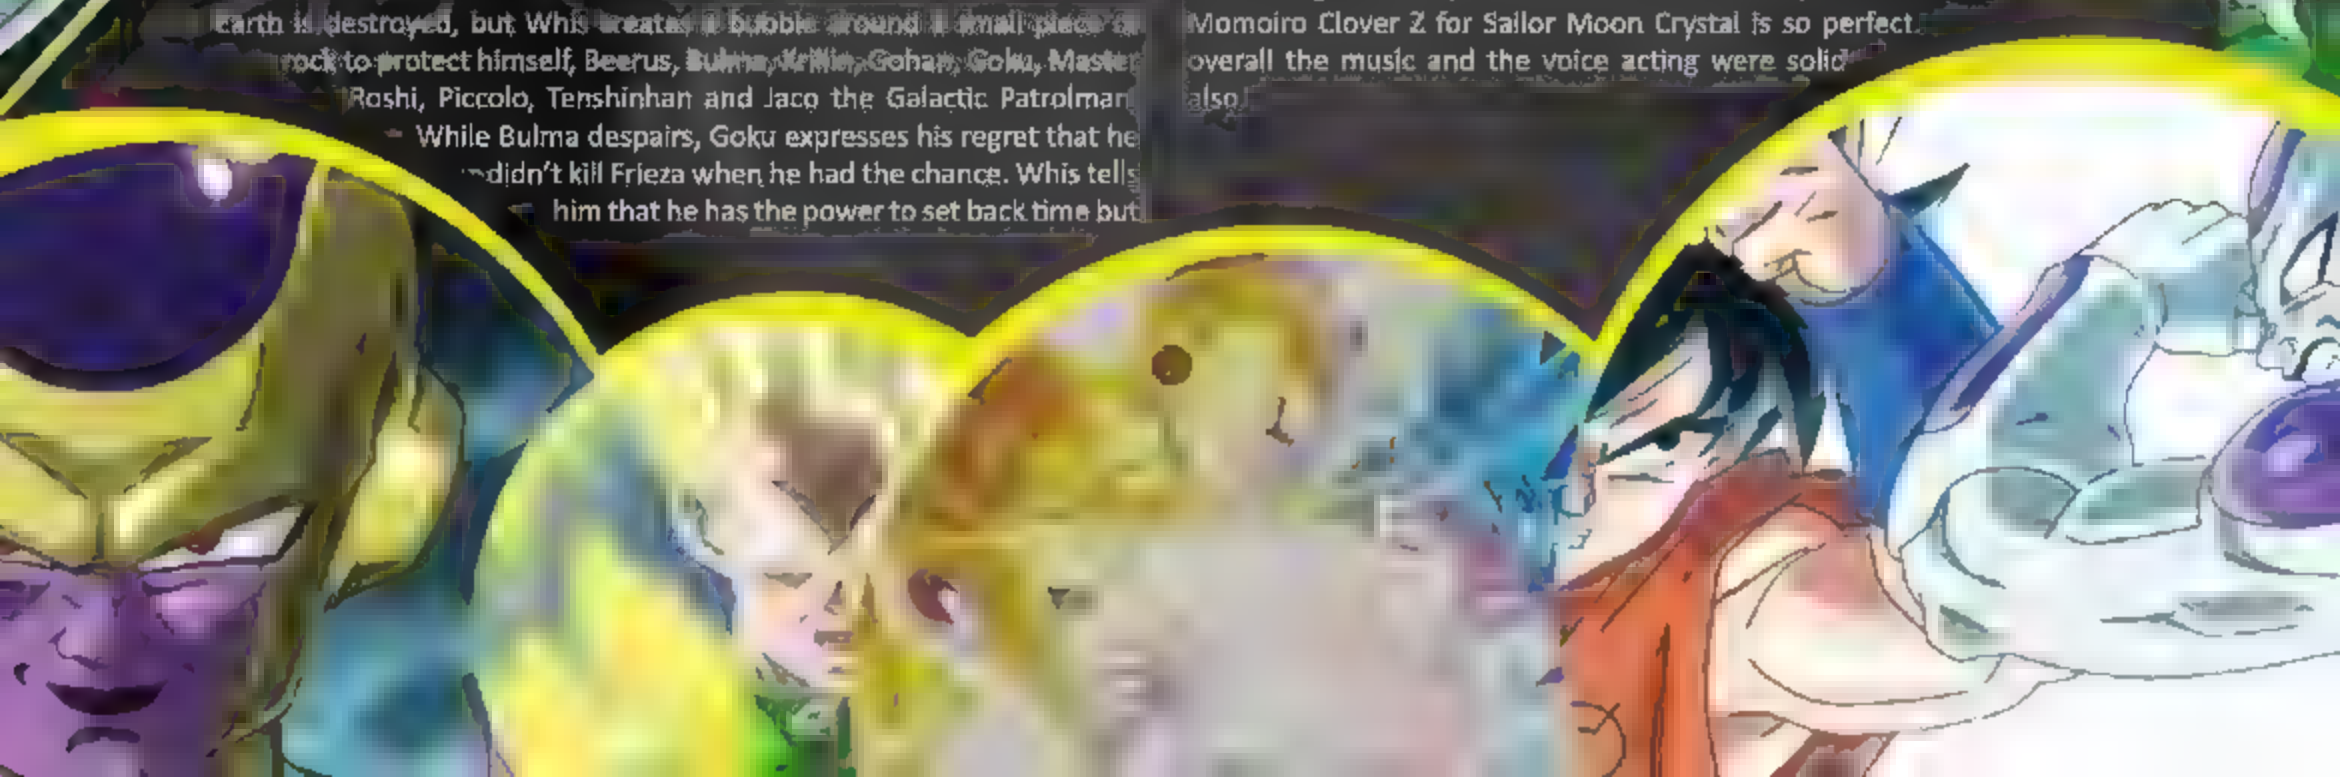 earth is destroyed, but Whis creates a bubble around a small piece of
rock to protect himself, Beerus, Bulma, Krillin, Gohan, Goku, Master
Roshi, Piccolo, Tenshinhan and Jaco the Galactic Patrolman
While Bulma despairs, Goku expresses his regret that he
didn't kill Frieza when he had the chance. Whis tells
him that he has the power to set back time but
Momoiro Clover Z for Sailor Moon Crystal is so perfect.
overall the music and the voice acting were solid
also